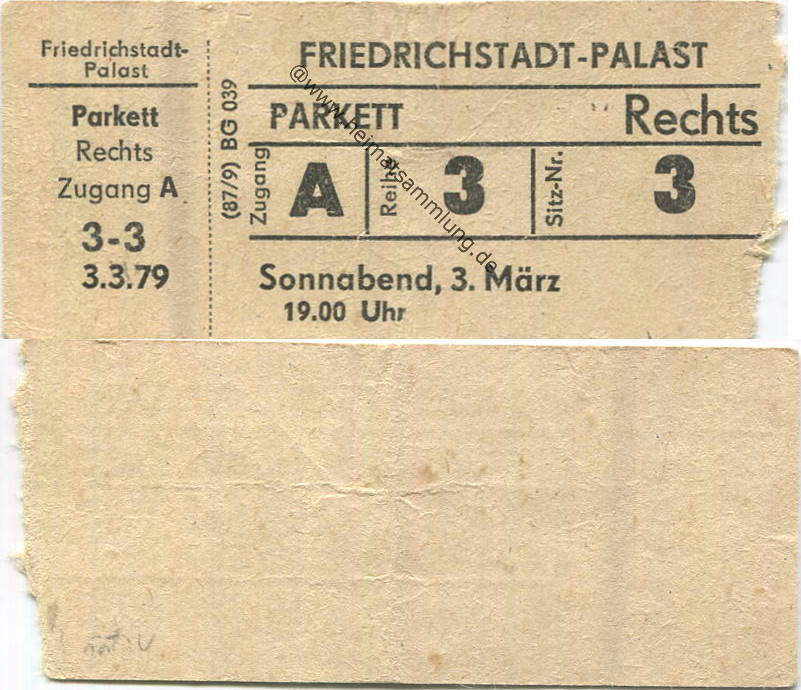 Friedrichstadt-
Palast
Parkett
Rechts
Zugang A
3-3
3.3.79
(87/9) BG 039
FRIEDRICHSTADT-PALAST
PARKETT Rechts
Zugang A Reihe 3 Sitz-Nr. 3
Sonnabend, 3. März
19.00 Uhr
@www.heimatsammlung.de